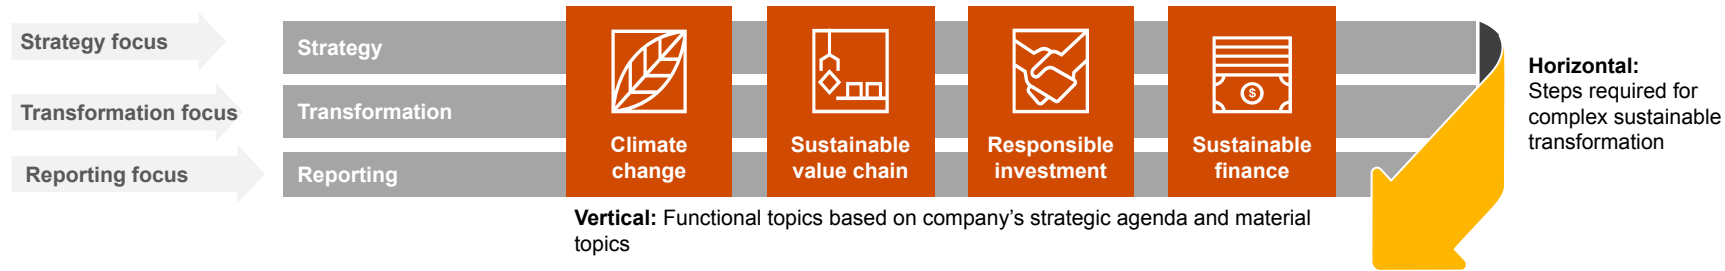 Strategy focus
Transformation focus
Reporting focus
Strategy
Transformation
Reporting
Climate
change
Sustainable
value chain
Responsible
investment
$
Sustainable
finance
Horizontal:
Steps required for
complex sustainable
transformation
Vertical: Functional topics based on company’s strategic agenda and material
topics